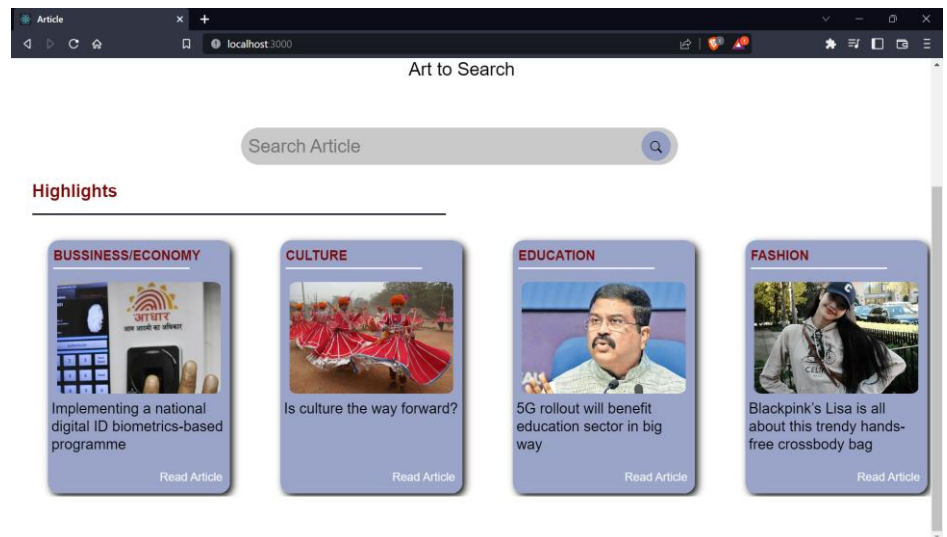 Article
localhost:3000
Art to Search
Search Article
Highlights
BUSSINESS/ECONOMY
CULTURE
EDUCATION
FASHION
आधार
आम आदमी का अधिकार
Implementing a national
digital ID biometrics-based
programme
Read Article
Is culture the way forward?
Read Article
5G rollout will benefit
education sector in big
way
Read Article
Blackpink's Lisa is all
about this trendy hands-
free crossbody bag
Read Article